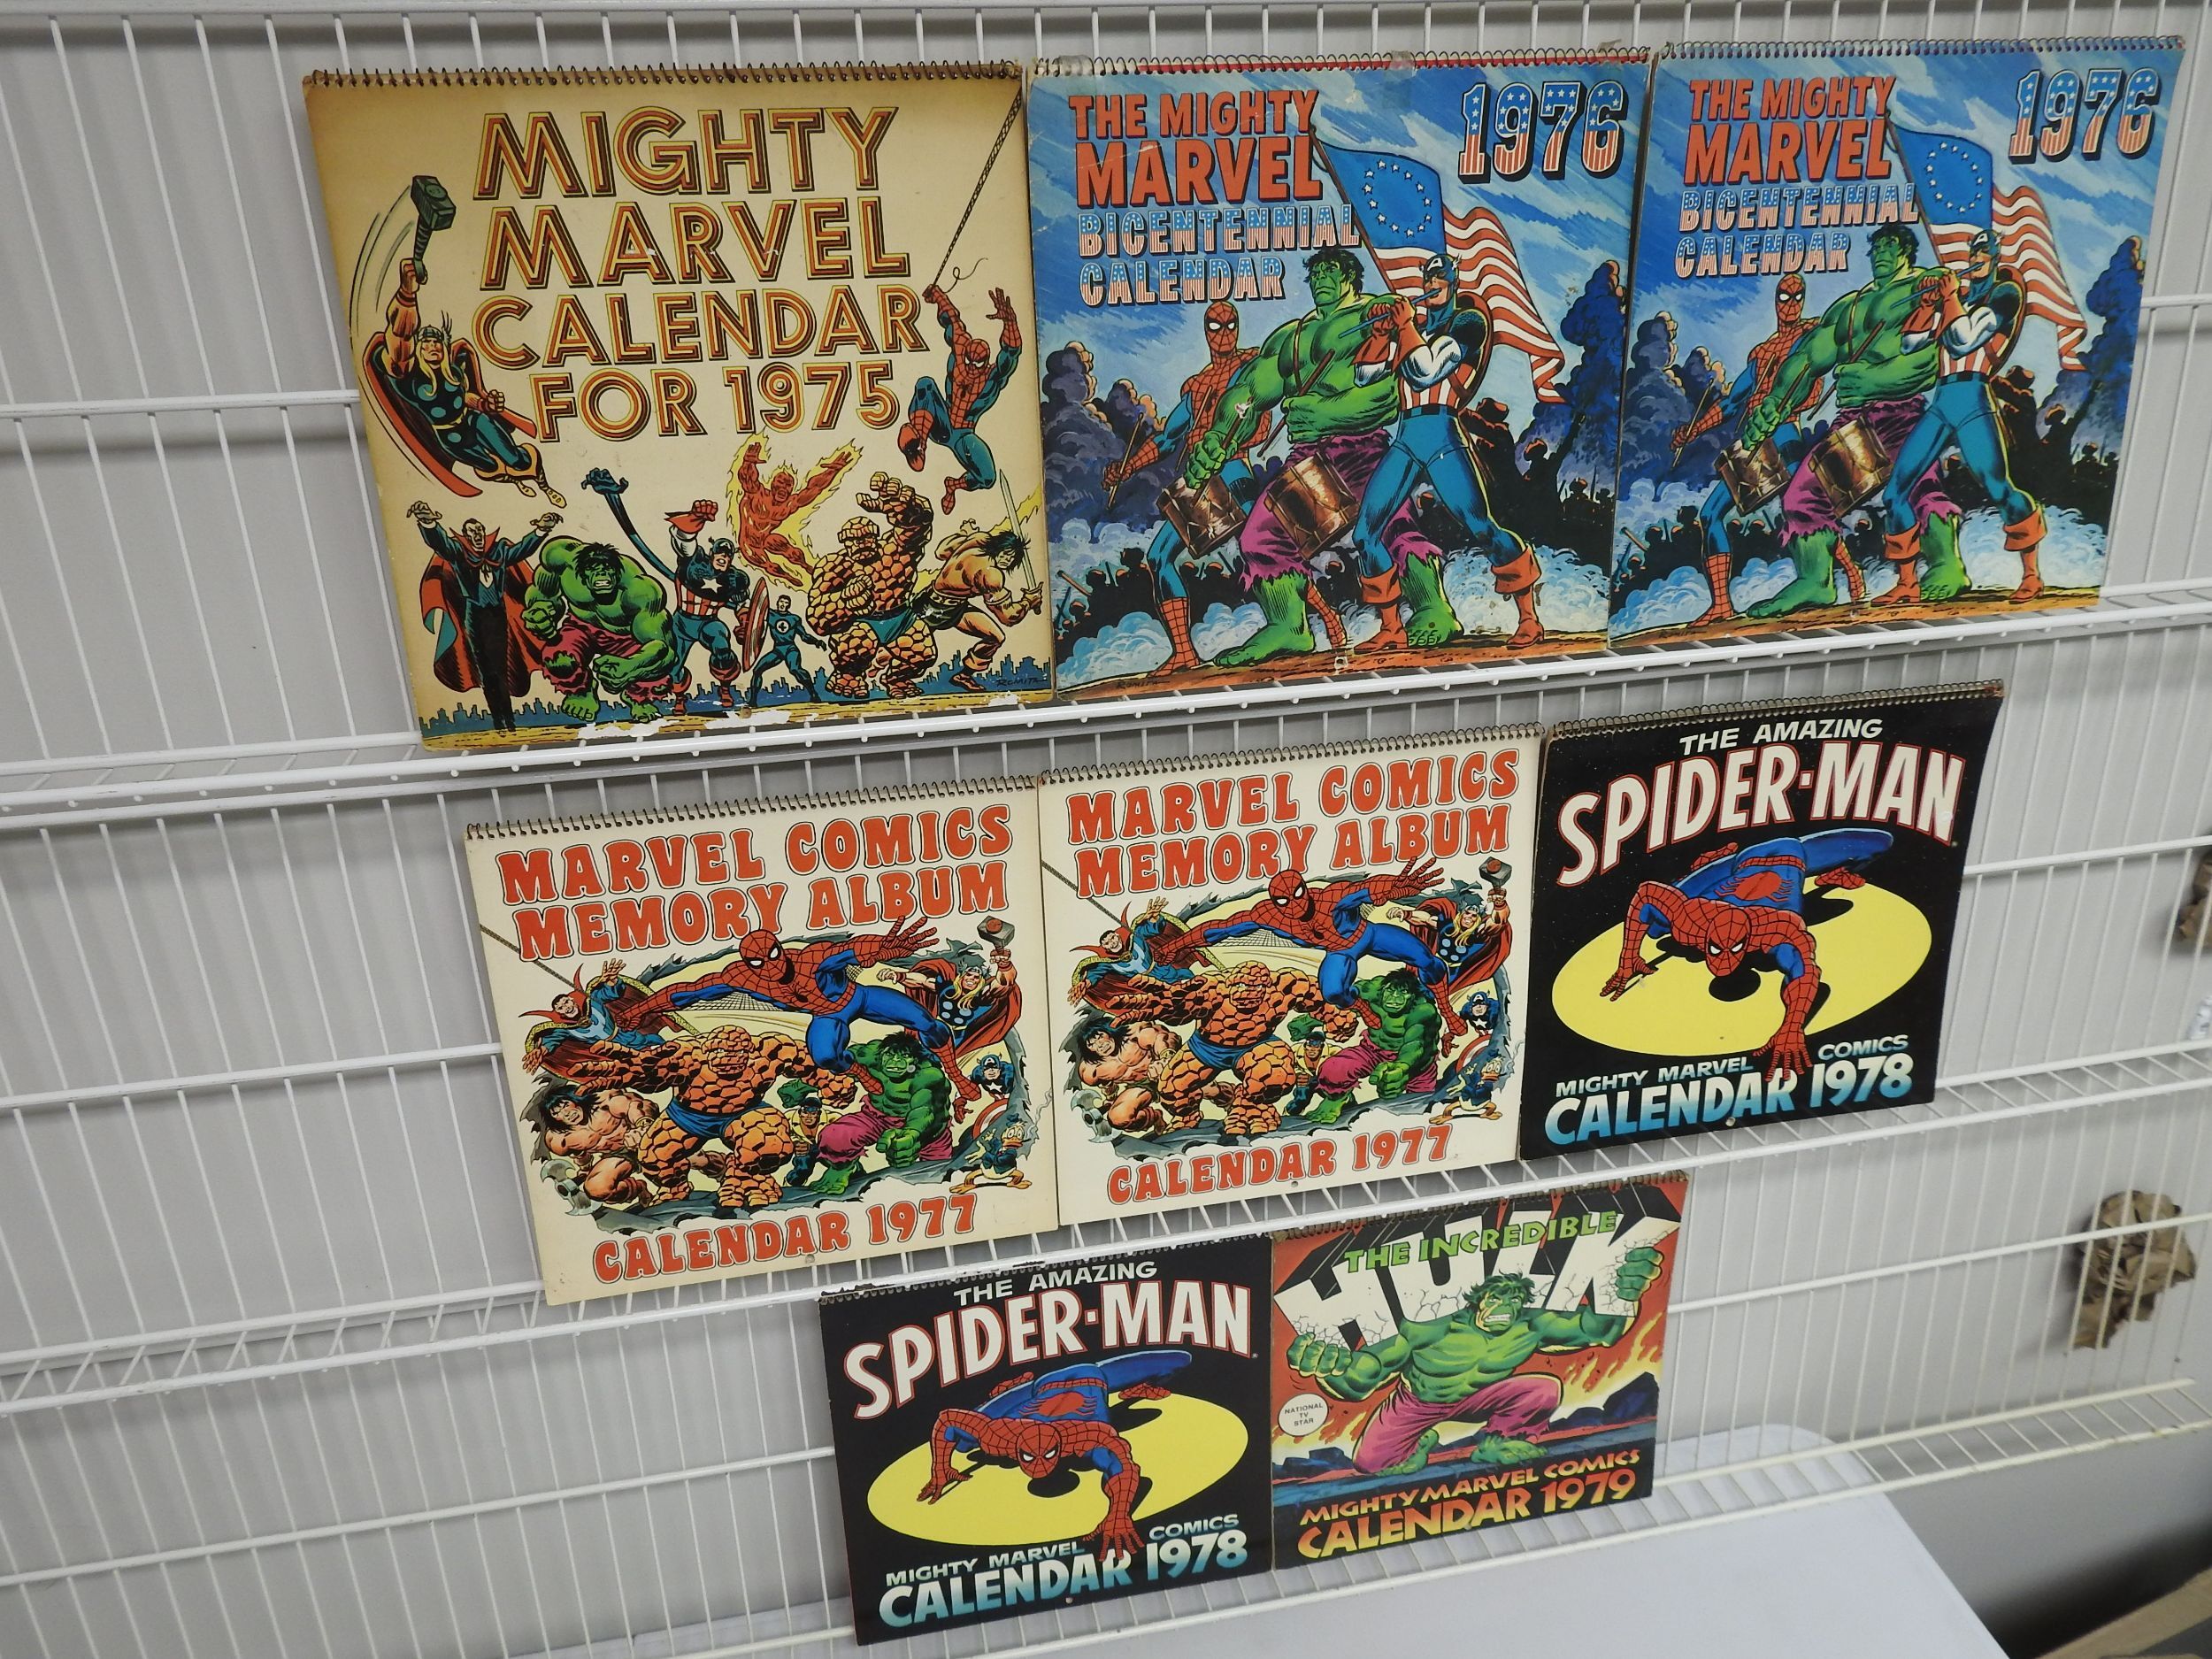 MIGHTY
MARVEL
CALENDAR
FOR 1975
ROMITA
THE MIGHTY
MARVEL
BICENTENNIAL
CALENDAR
1976
THE MIGHTY
MARVEL
BICENTENNIAL
CALENDAR
1976
MARVEL COMICS
MEMORY ALBUM
CALENDAR 1977
MARVEL COMICS
MEMORY ALBUM
CALENDAR 1977
THE AMAZING
SPIDER-MAN
MIGHTY MARVEL COMICS
CALENDAR 1978
THE AMAZING
SPIDER-MAN
MIGHTY MARVEL COMICS
CALENDAR 1978
THE INCREDIBLE
HULK
NATIONAL
TV
STAR
MIGHTY MARVEL COMICS
CALENDAR 1979